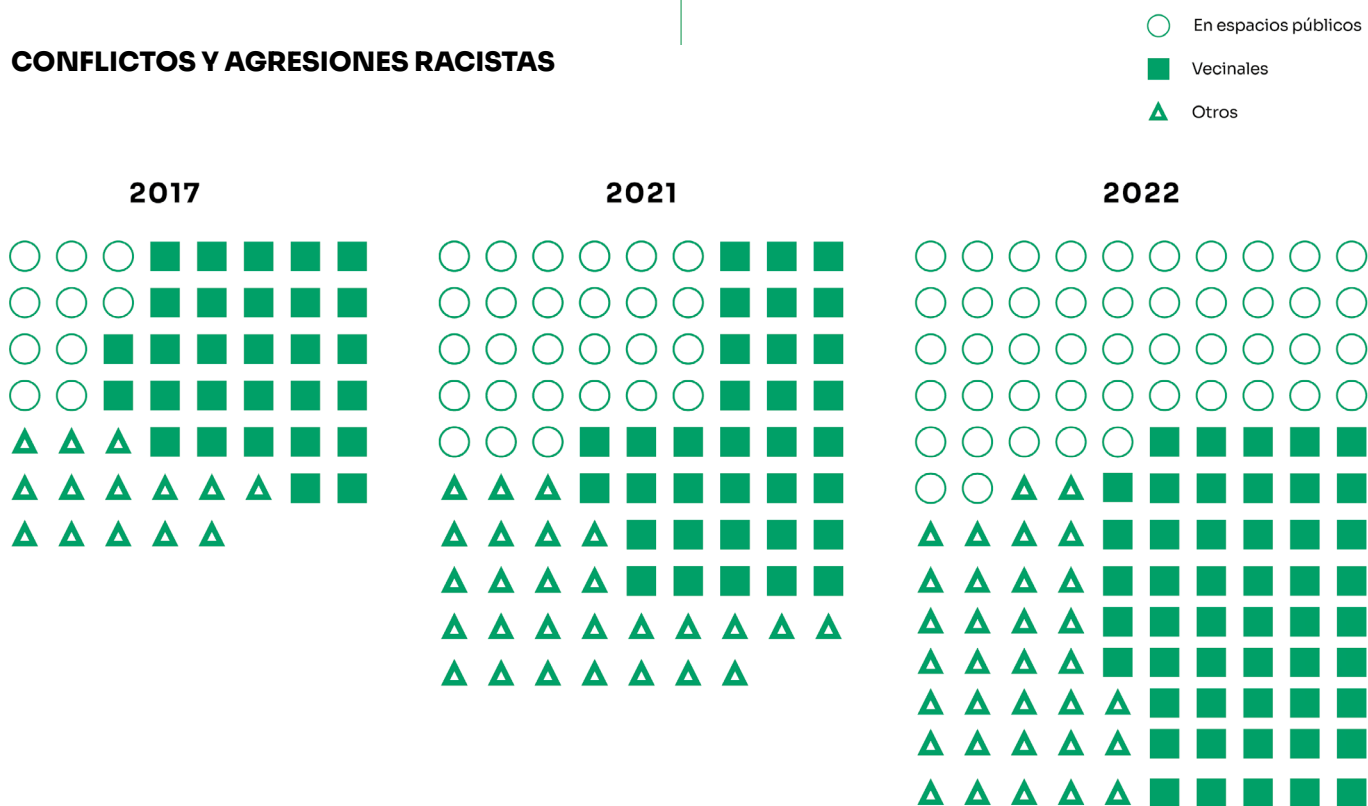 CONFLICTOS Y AGRESIONES RACISTAS
En espacios públicos
Vecinales
Otros
2017
2021
2022